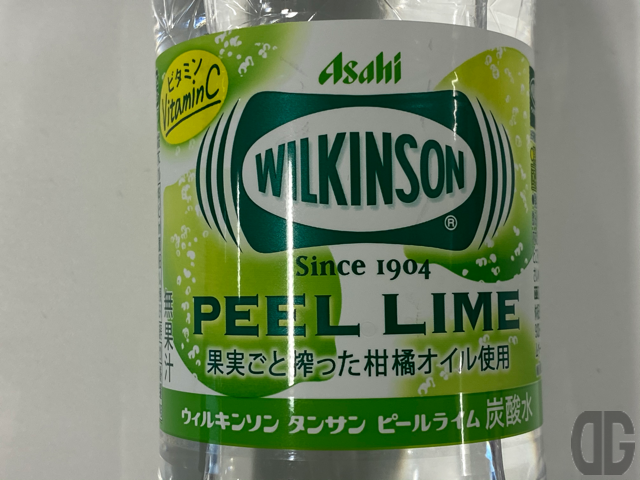 Asahi
ビタミン
VitaminC
WILKINSON
®
Since 1904
PEEL LIME
無果汁
果実ごと搾った柑橘オイル使用
ウィルキンソン タンサン ピールライム 炭酸水
DG